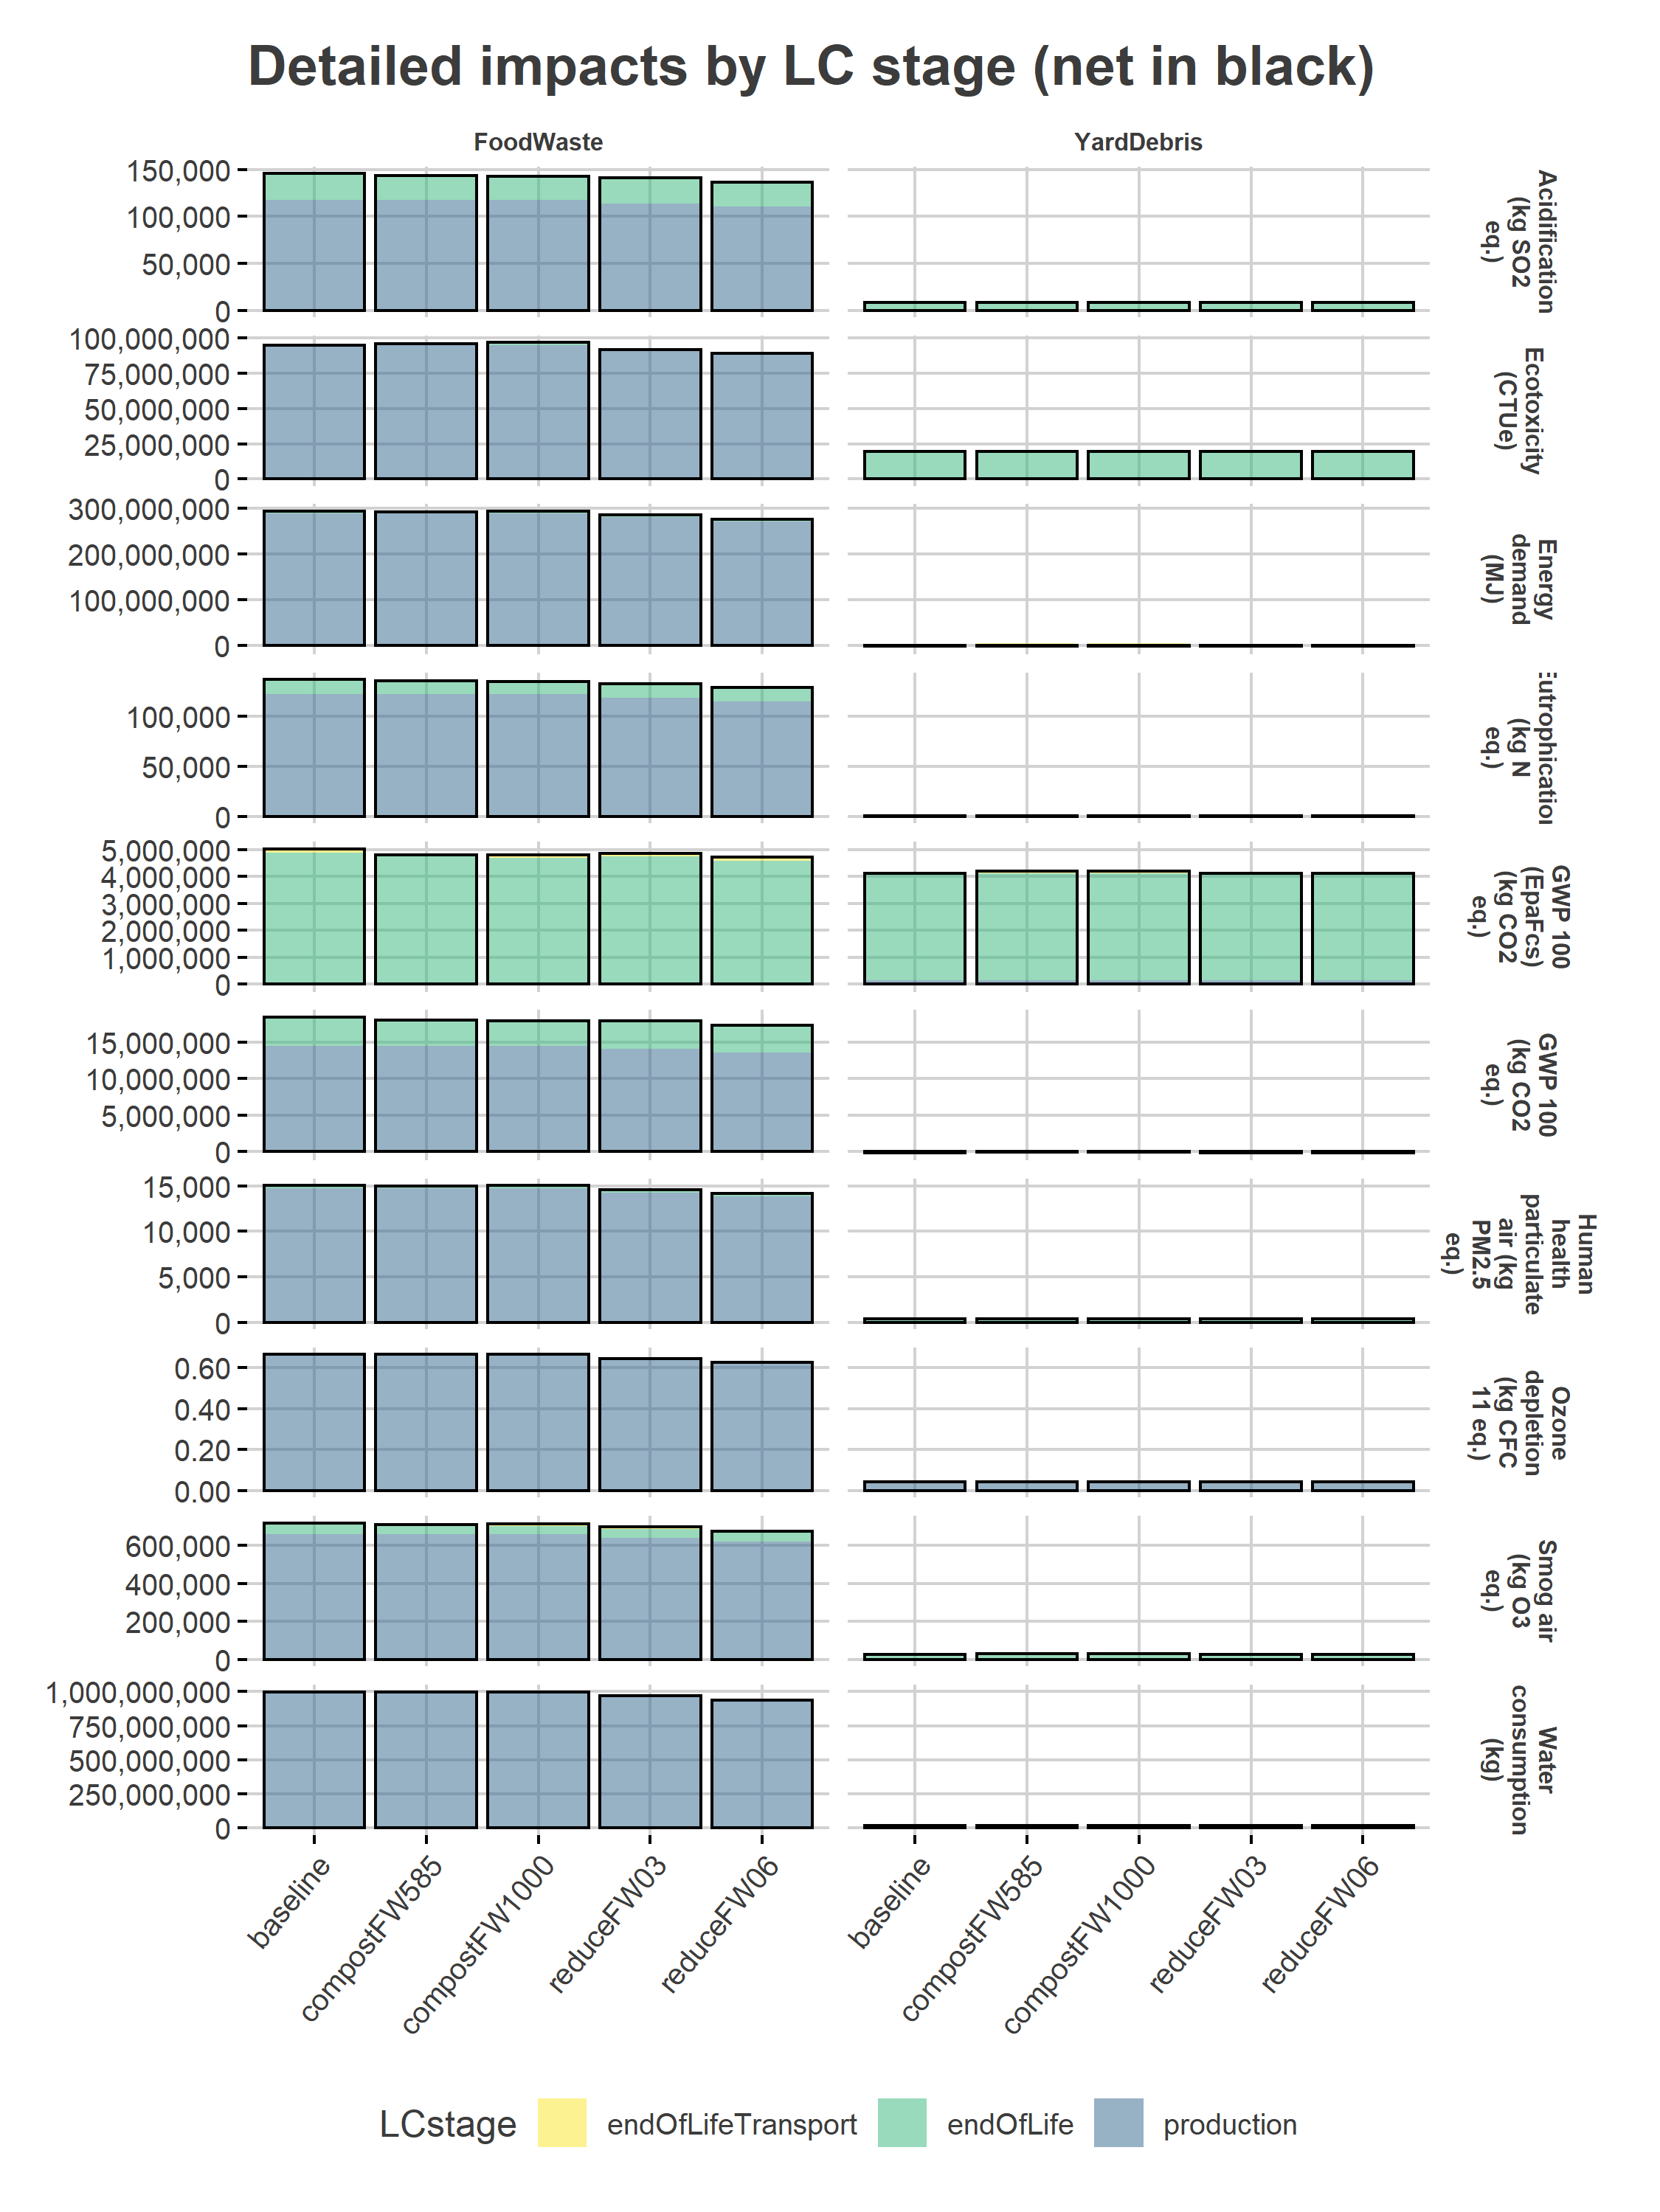 Detailed impacts by LC stage (net in black)
FoodWaste
YardDebris
150,000
100,000
50,000
0
Acidification
(kg SO2
eq.)
100,000,000
75,000,000
50,000,000
25,000,000
0
Ecotoxicity
(CTUe)
300,000,000
200,000,000
100,000,000
0
Energy
demand
(MJ)
100,000
50,000
0
Eutrophication
(kg N
eq.)
5,000,000
4,000,000
3,000,000
2,000,000
1,000,000
0
GWP 100
(EpaFcs)
(kg CO2
eq.)
15,000,000
10,000,000
5,000,000
0
GWP 100
(kg CO2
eq.)
15,000
10,000
5,000
0
Human
health
particulate
air (kg
PM2.5
eq.)
0.60
0.40
0.20
0.00
Ozone
depletion
(kg CFC
11 eq.)
600,000
400,000
200,000
0
Smog air
(kg O3
eq.)
1,000,000,000
750,000,000
500,000,000
250,000,000
0
Water
consumption
(kg)
baseline
compostFW585
compostFW1000
reduceFW03
reduceFW06
baseline
compostFW585
compostFW1000
reduceFW03
reduceFW06
LCstage
endOfLifeTransport
endOfLife
production